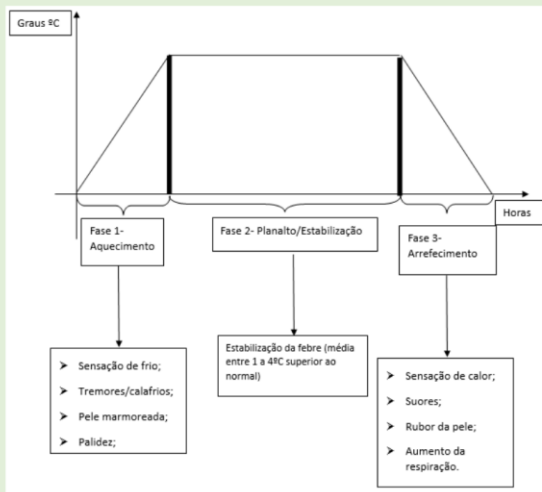 Graus ºC
Horas
Fase 1-
Aquecimento
Fase 2- Planalto/Estabilização
Fase 3-
Arrefecimento
Sensação de frio;
Tremores/calafrios;
Pele marmoreada;
Palidez;
Estabilização da febre (média
entre 1 a 4ºC superior ao
normal)
Sensação de calor;
Suores;
Rubor da pele;
Aumento da
respiração.